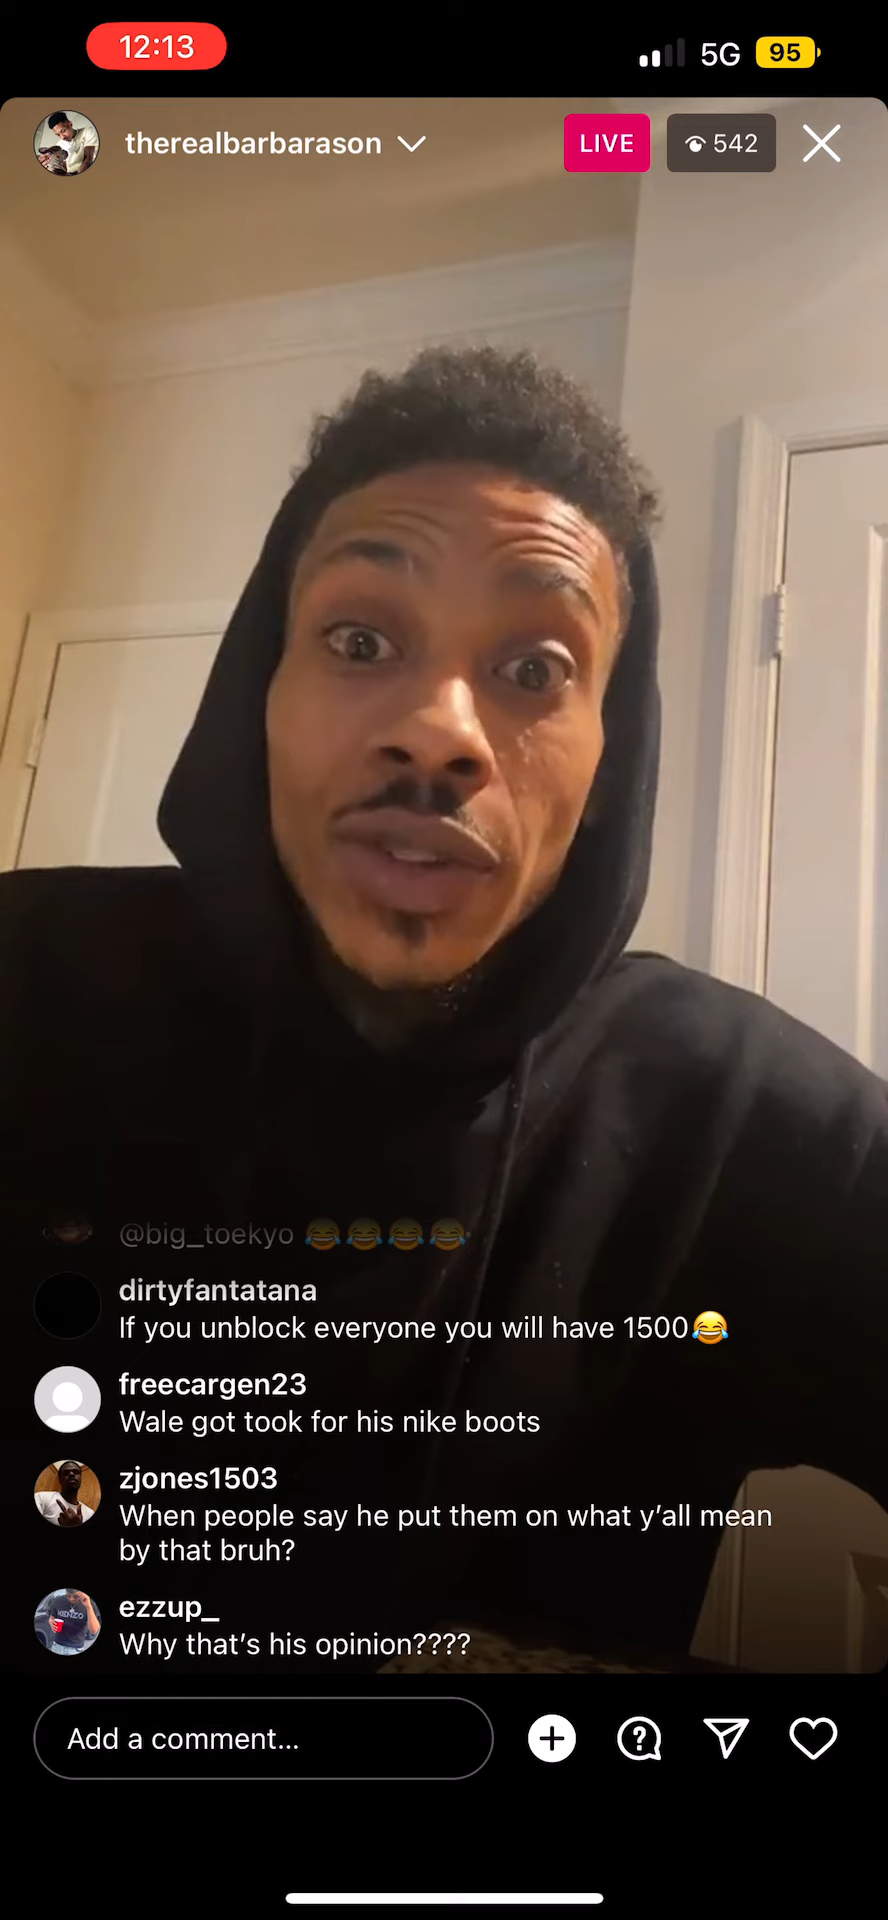 12:13
5G 95
therealbarbarason
LIVE
542
@big_toekyo 😂😂😂😂
dirtyfantatana
If you unblock everyone you will have 1500😂
freecargen23
Wale got took for his nike boots
zjones1503
When people say he put them on what y’all mean
by that bruh?
KENZO
ezzup_
Why that’s his opinion????
Add a comment...